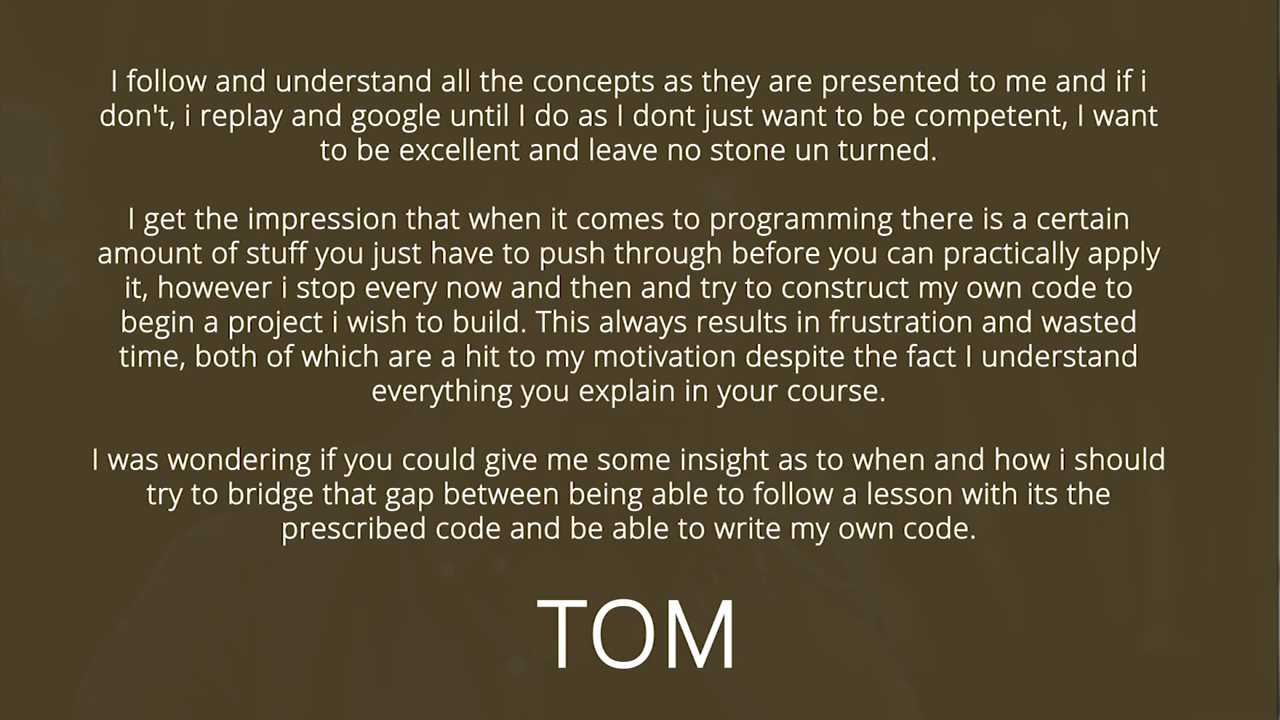 I follow and understand all the concepts as they are presented to me and if i
don't, i replay and google until I do as I dont just want to be competent, I want
to be excellent and leave no stone un turned.
I get the impression that when it comes to programming there is a certain
amount of stuff you just have to push through before you can practically apply
it, however i stop every now and then and try to construct my own code to
begin a project i wish to build. This always results in frustration and wasted
time, both of which are a hit to my motivation despite the fact I understand
everything you explain in your course.
I was wondering if you could give me some insight as to when and how i should
try to bridge that gap between being able to follow a lesson with its the
prescribed code and be able to write my own code.
TOM